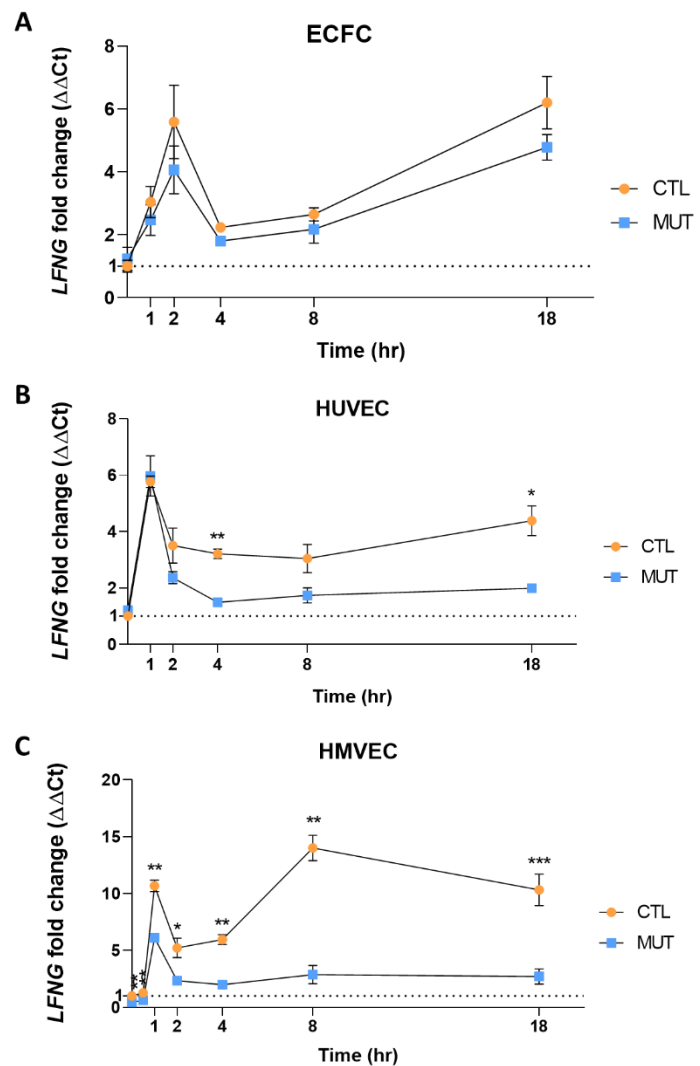 A
ECFC
LFNG fold change (ΔΔCt)
8
6
4
2
1
0
1 2 4 8 18
Time (hr)
CTL
MUT
B
HUVEC
LFNG fold change (ΔΔCt)
8
6
4
2
1
0
**
*
1 2 4 8 18
Time (hr)
CTL
MUT
C
HMVEC
LFNG fold change (ΔΔCt)
20
15
10
5
1
0
** ** ** * ** ** ***
1 2 4 8 18
Time (hr)
CTL
MUT